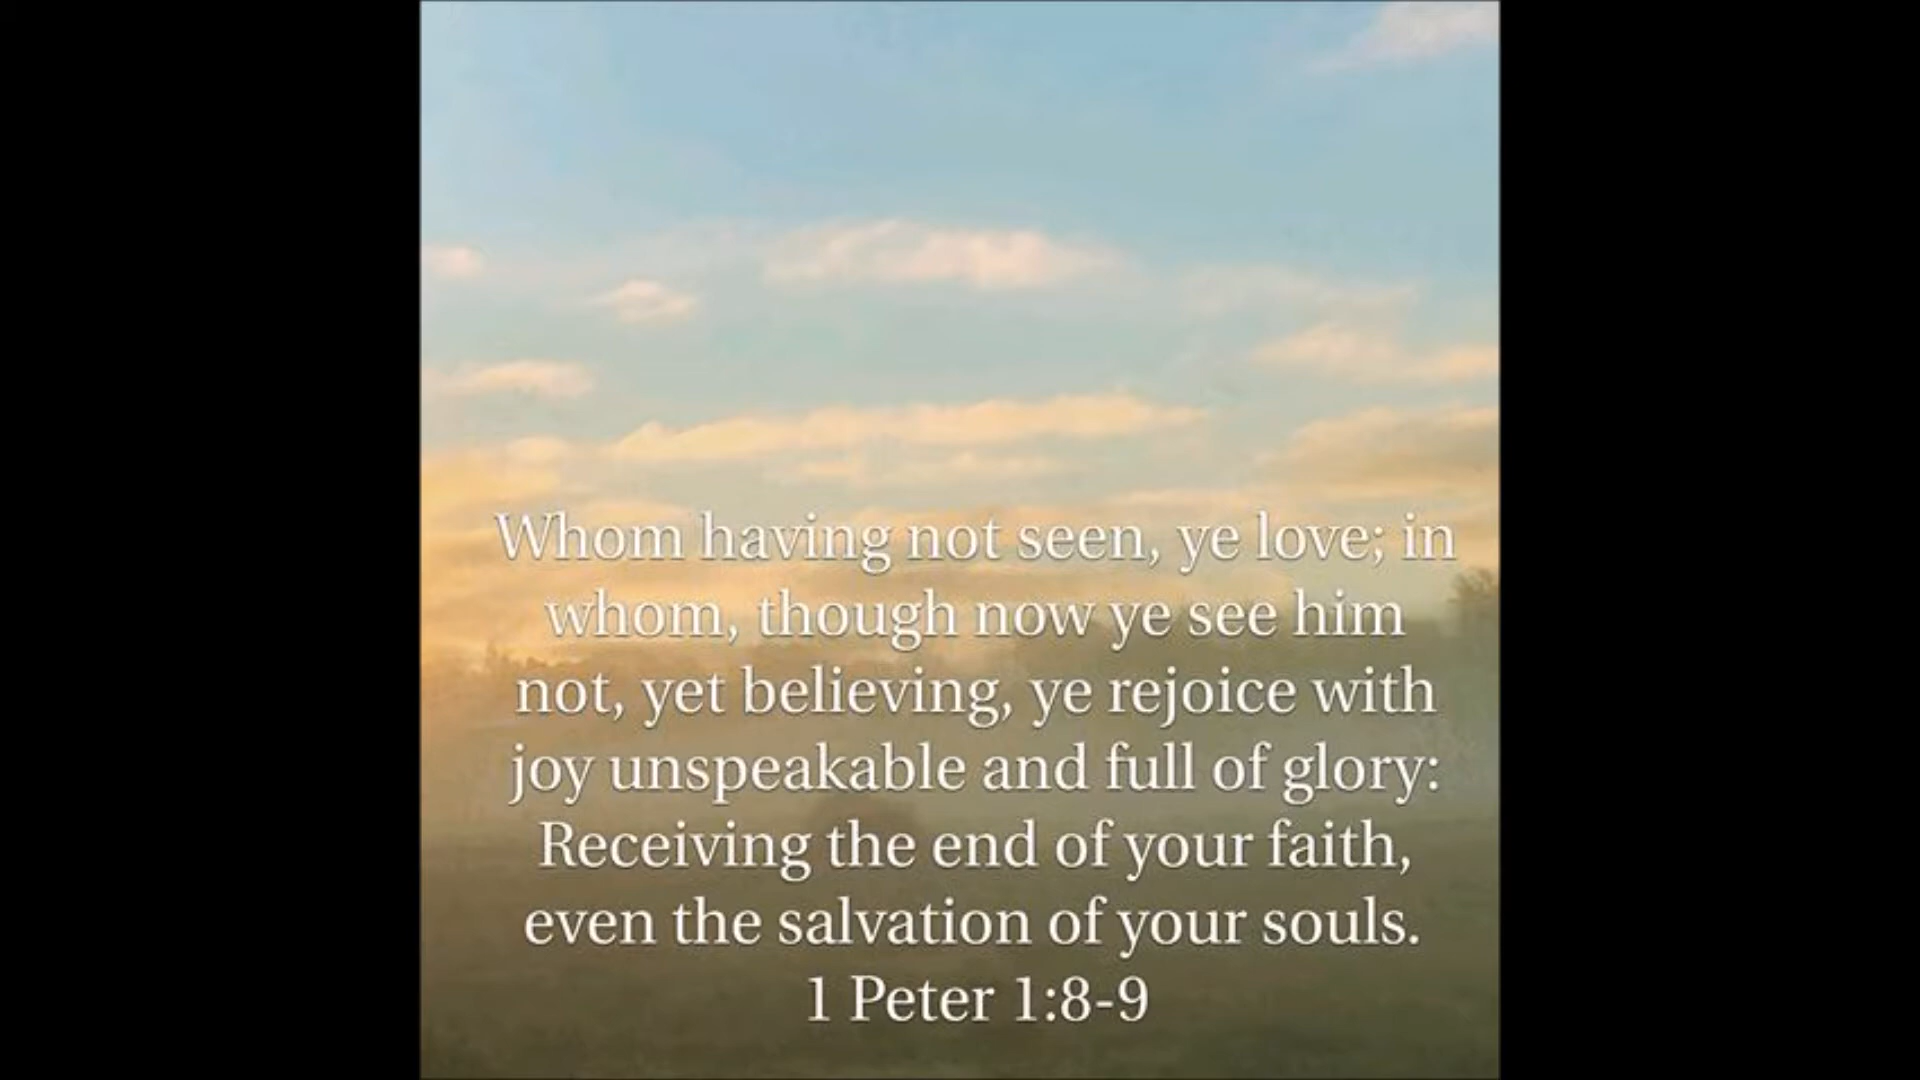 Whom having not seen, ye love; in
whom, though now ye see him
not, yet believing, ye rejoice with
joy unspeakable and full of glory:
Receiving the end of your faith,
even the salvation of your souls.
1 Peter 1:8-9